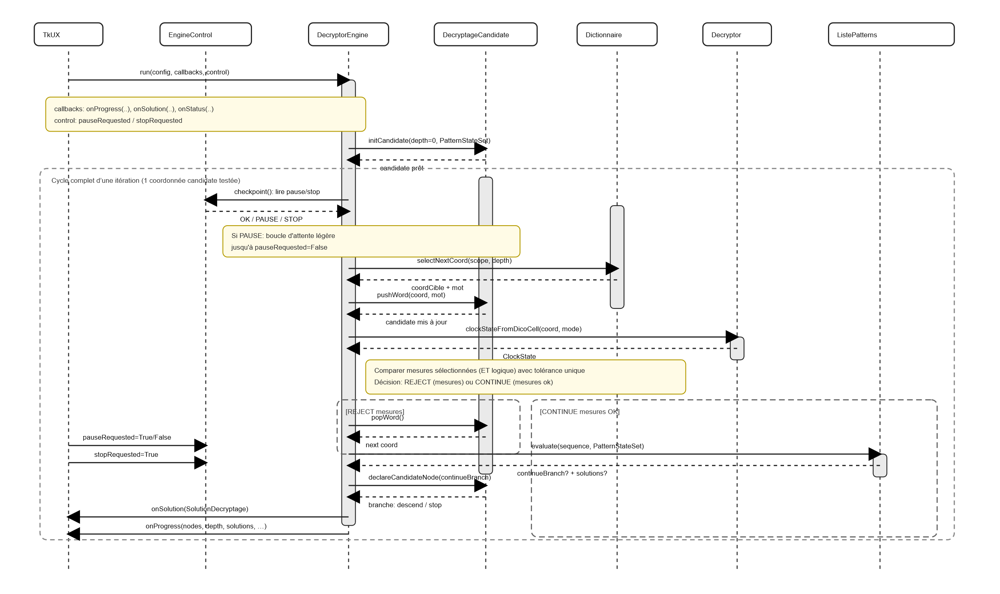 TkUX
EngineControl
DecryptorEngine
DecryptageCandidate
Dictionnaire
Decryptor
ListePatterns
run(config, callbacks, control)
callbacks: onProgress(..), onSolution(..), onStatus(..)
control: pauseRequested / stopRequested
initCandidate(depth=0, PatternStateSet)
candidate prêt
Cycle complet d’une itération (1 coordonnée candidate testée)
checkpoint(): lire pause/stop
OK / PAUSE / STOP
Si PAUSE: boucle d'attente légère
jusqu'à pauseRequested=False
selectNextCoord(scope, depth)
coordCible + mot
pushWord(coord, mot)
candidate mis à jour
clockStateFromDicoCell(coord, mode)
ClockState
Comparer mesures sélectionnées (ET logique) avec tolérance unique
Décision: REJECT (mesures) ou CONTINUE (mesures ok)
[REJECT mesures]
[CONTINUE mesures OK]
popWord()
pauseRequested=True/False
next coord
evaluate(sequence, PatternStateSet)
stopRequested=True
continueBranch? + solutions?
declareCandidateNode(continueBranch)
branche: descend / stop
onSolution(SolutionDecryptage)
onProgress(nodes, depth, solutions, …)